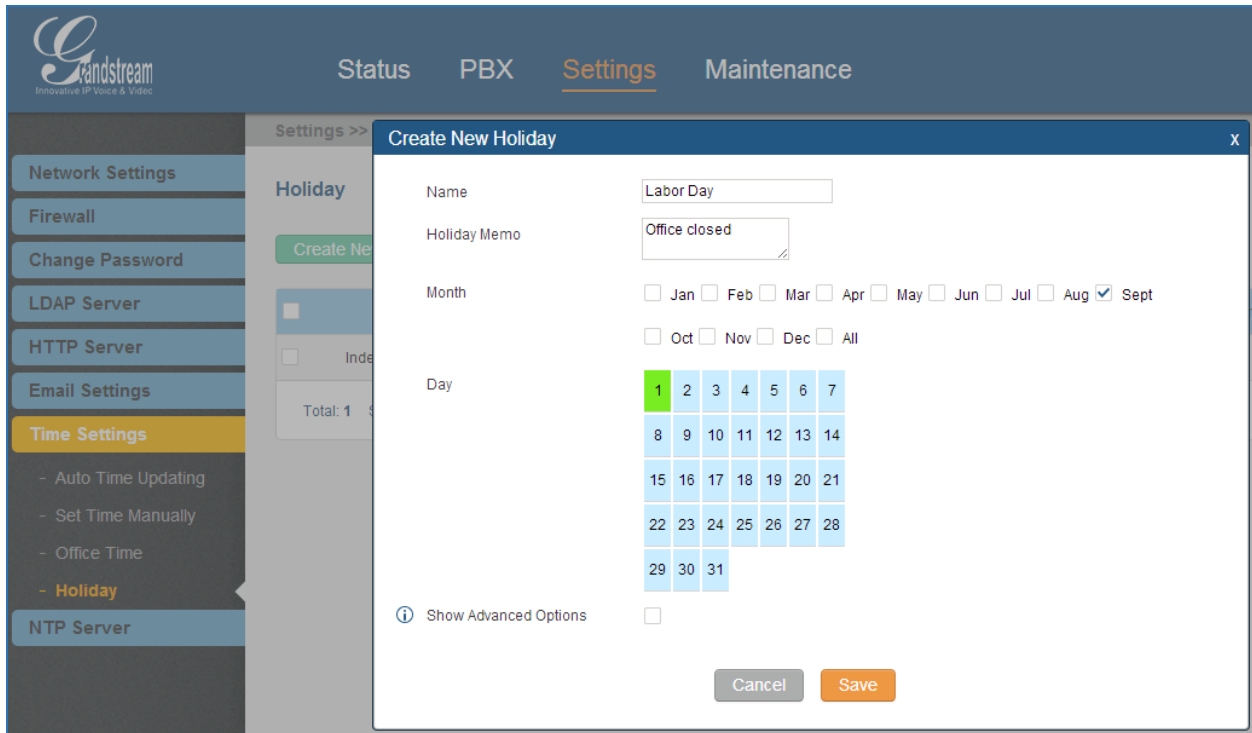 Grandstream
Innovative IP Voice & Video
Status PBX Settings Maintenance
Settings >>
Network Settings
Firewall
Change Password
LDAP Server
HTTP Server
Email Settings
Time Settings
- Auto Time Updating
- Set Time Manually
- Office Time
- Holiday
NTP Server
Holiday
Create Ne
Inde
Total: 1 S
Create New Holiday x
Name Labor Day
Holiday Memo Office closed
Month Jan Feb Mar Apr May Jun Jul Aug Sept
Oct Nov Dec All
Day 1 2 3 4 5 6 7
8 9 10 11 12 13 14
15 16 17 18 19 20 21
22 23 24 25 26 27 28
29 30 31
Show Advanced Options
Cancel Save